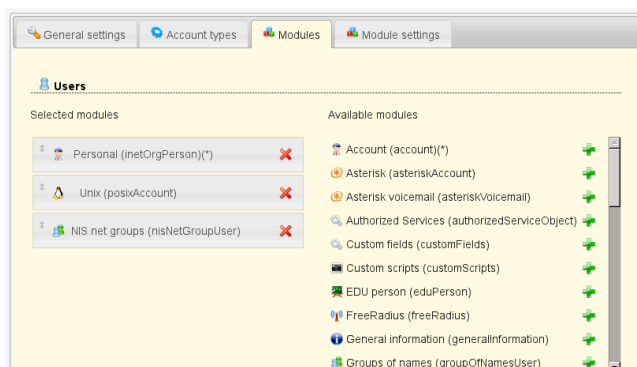 General settings
Account types
Modules
Module settings
Users
Selected modules
Available modules
Personal (inetOrgPerson)(*)
Unix (posixAccount)
NIS net groups (nisNetGroupUser)
Account (account)(*)
Asterisk (asteriskAccount)
Asterisk voicemail (asteriskVoicemail)
Authorized Services (authorizedServiceObject)
Custom fields (customFields)
Custom scripts (customScripts)
EDU person (eduPerson)
FreeRadius (freeRadius)
General information (generalInformation)
Groups of names (groupOfNamesUser)